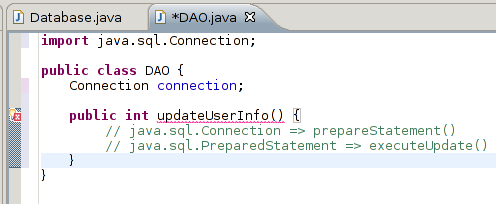 Database.java
*DAO.java
import java.sql.Connection;
public class DAO {
Connection connection;
public int updateUserInfo() {
// java.sql.Connection => prepareStatement()
// java.sql.PreparedStatement => executeUpdate()
}
}